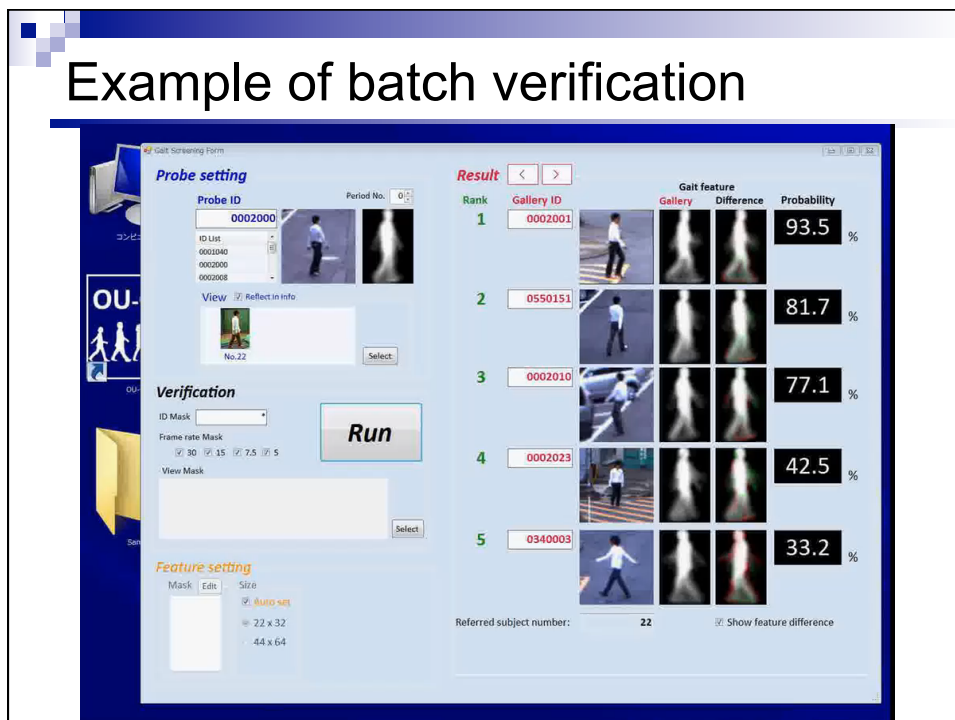 Example of batch verification
Gait Screening Form
Probe setting
Probe ID
Period No. 0
0002000
ID List
0001040
0002000
0002008
View Reflect in info
No.22
Select
Verification
ID Mask *
Frame rate Mask
30 15 7.5 5
Run
View Mask
Select
Feature setting
Mask Edit Size
Auto set
22 x 32
44 x 64
Result < >
Gait feature
Rank Gallery ID Gallery Difference Probability
1 0002001 93.5 %
2 0550151 81.7 %
3 0002010 77.1 %
4 0002023 42.5 %
5 0340003 33.2 %
Referred subject number: 22 Show feature difference
OU-